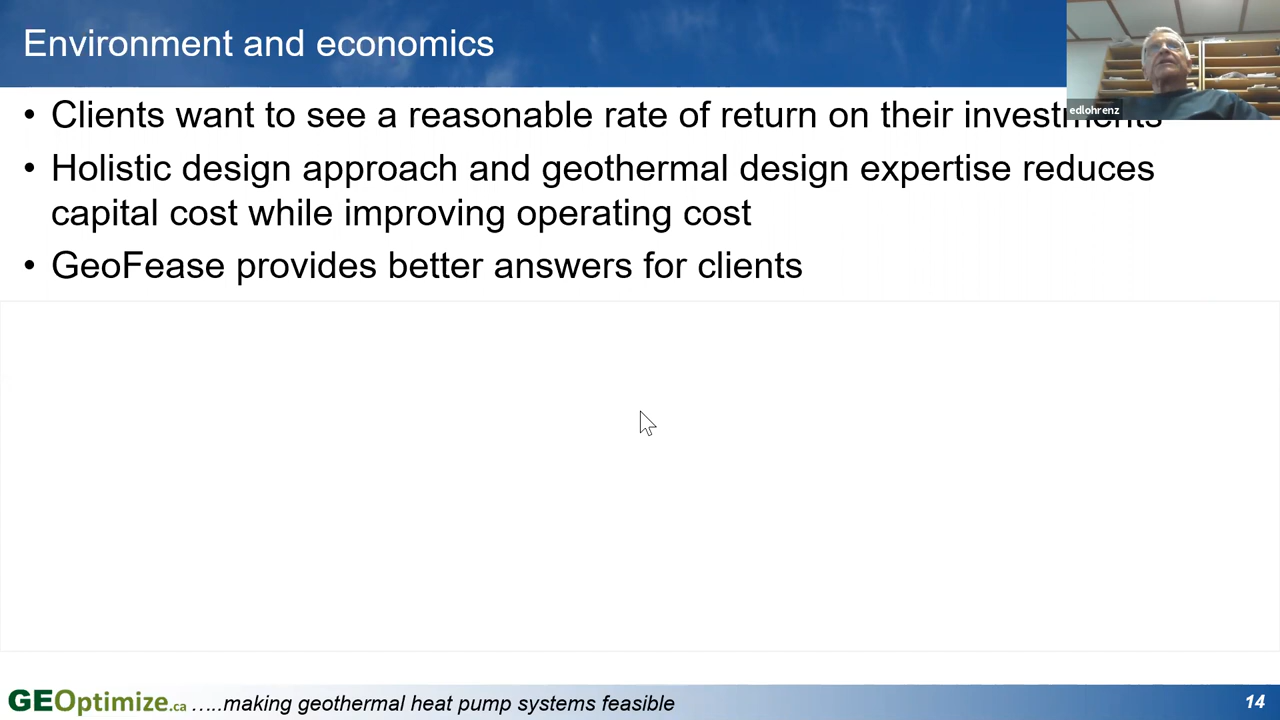 Environment and economics
edlohrenz
• Clients want to see a reasonable rate of return on their investments
• Holistic design approach and geothermal design expertise reduces
capital cost while improving operating cost
• GeoFease provides better answers for clients
GEOptimize.ca …..making geothermal heat pump systems feasible
14